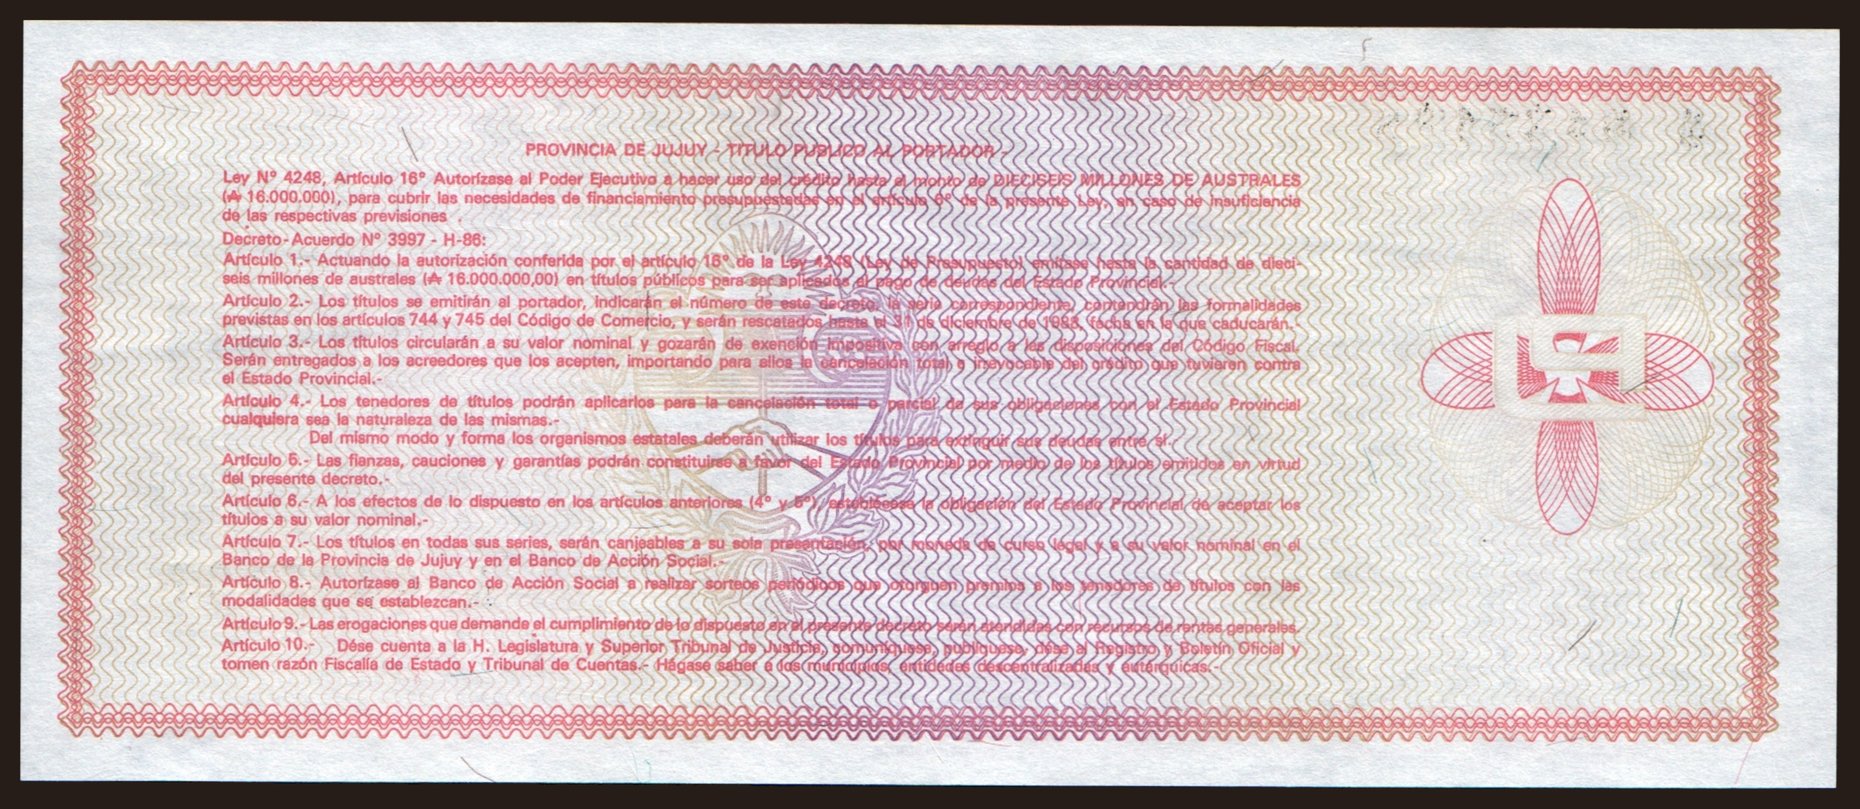 PROVINCIA DE JUJUY - TITULO PUBLICO AL PORTADOR -
Ley Nº 4248, Artículo 16º Autorízase al Poder Ejecutivo a hacer uso del crédito hasta el monto de DIECISEIS MILLONES DE AUSTRALES
(₳ 16.000.000), para cubrir las necesidades de financiamiento presupuestadas en el artículo 6º de la presente Ley, en caso de insuficiencia
de las respectivas previsiones .
Decreto-Acuerdo Nº 3997 - H-86:
Artículo 1.- Actuando la autorización conferida por el artículo 16º de la Ley 4248 (Ley de Presupuesto) emítase hasta la cantidad de dieci-
seis millones de australes (₳ 16.000.000,00) en títulos públicos para ser aplicados al pago de deudas del Estado Provincial.-
Artículo 2.- Los títulos se emitirán al portador, indicarán el número de este decreto, la serie correspondiente, contendrán las formalidades
previstas en los artículos 744 y 745 del Código de Comercio, y serán rescatados hasta el 31 de diciembre de 1988, fecha en la que caducarán.-
Artículo 3.- Los títulos circularán a su valor nominal y gozarán de exención impositiva con arreglo a las disposiciones del Código Fiscal.
Serán entregados a los acreedores que los acepten, importando para ellos la cancelación total e irrevocable del crédito que tuvieren contra
el Estado Provincial.-
Artículo 4.- Los tenedores de títulos podrán aplicarlos para la cancelación total o parcial de sus obligaciones con el Estado Provincial
cualquiera sea la naturaleza de las mismas.-
Del mismo modo y forma los organismos estatales deberán utilizar los títulos para extinguir sus deudas entre sí.-
Artículo 5.- Las fianzas, cauciones y garantías podrán constituirse a favor del Estado Provincial por medio de los títulos emitidos en virtud
del presente decreto.-
Artículo 6.- A los efectos de lo dispuesto en los artículos anteriores (4º y 5º), establécese la obligación del Estado Provincial de aceptar los
títulos a su valor nominal.-
Artículo 7.- Los títulos en todas sus series, serán canjeables a su sola presentación, por moneda de curso legal y a su valor nominal en el
Banco de la Provincia de Jujuy y en el Banco de Acción Social.-
Artículo 8.- Autorízase al Banco de Acción Social a realizar sorteos periódicos que otorguen premios a los tenedores de títulos con las
modalidades que se establezcan.-
Artículo 9.- Las erogaciones que demande el cumplimiento de lo dispuesto en el presente decreto serán atendidas con recursos de rentas generales.
Artículo 10.- Dése cuenta a la H. Legislatura y Superior Tribunal de Justicia, comuníquese, publíquese, dése al Registro y Boletín Oficial y
tomen razón Fiscalía de Estado y Tribunal de Cuentas.- Hágase saber a los municipios, entidades descentralizadas y autárquicas.-